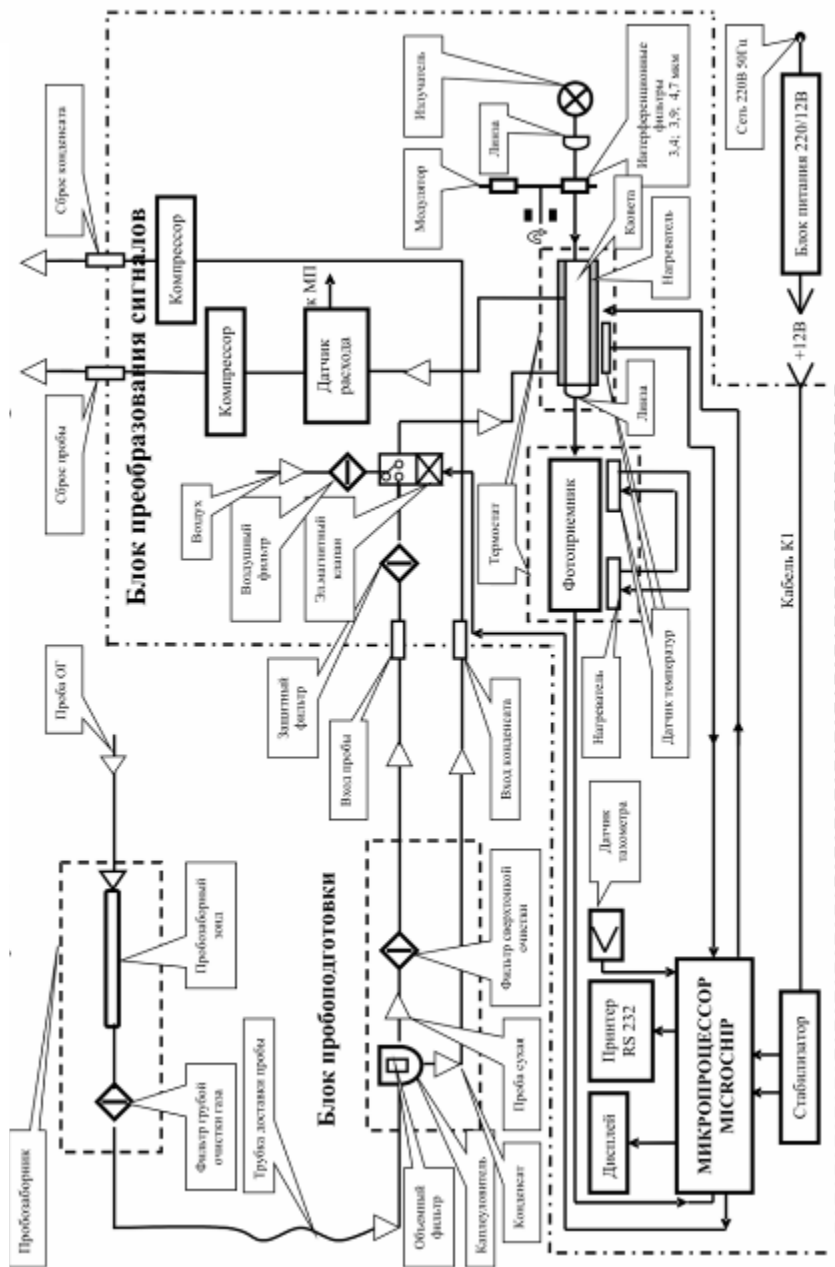 Пробозаборник
Фильтр грубой
очистки газа
Пробозаборный
зонд
Проба ОГ
Трубка доставки пробы
Блок пробоподготовки
Объемный
фильтр
Каплеуловитель
Конденсат
Проба сухая
Фильтр сверхтонкой
очистки
Вход пробы
Вход конденсата
Защитный
фильтр
Блок преобразования сигналов
Сброс пробы
Сброс конденсата
Воздух
Воздушный
фильтр
Эл.магнитный
клапан
Компрессор
Компрессор
Датчик
расхода
к МП
Термостат
Модулятор
Линза
Излучатель
Интерференционные
фильтры
3,4; 3,9; 4,7 мкм
Кювета
Нагреватель
Линза
Фотоприемник
Нагреватель
Датчик температур
Дисплей
Принтер
RS 232
Датчик
тахометра
МИКРОПРОЦЕССОР
MICROCHIP
Стабилизатор
Кабель К1
+12В
Блок питания 220/12В
Сеть 220В 50Гц